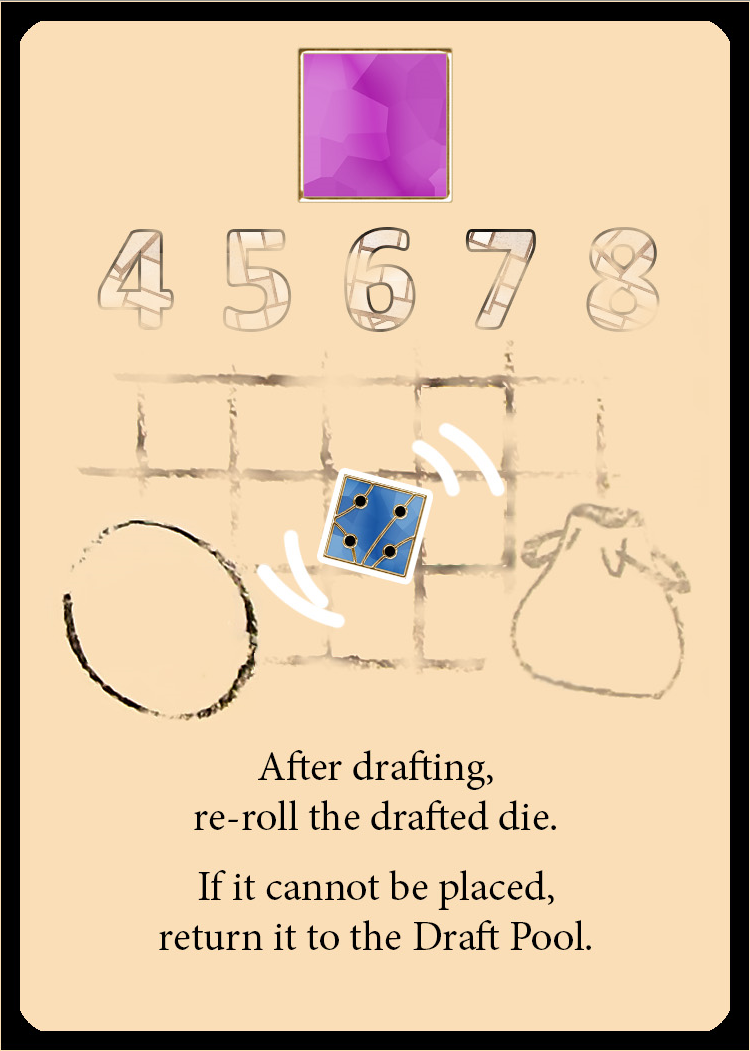 4 5 6 7 8
After drafting,
re-roll the drafted die.
If it cannot be placed,
return it to the Draft Pool.